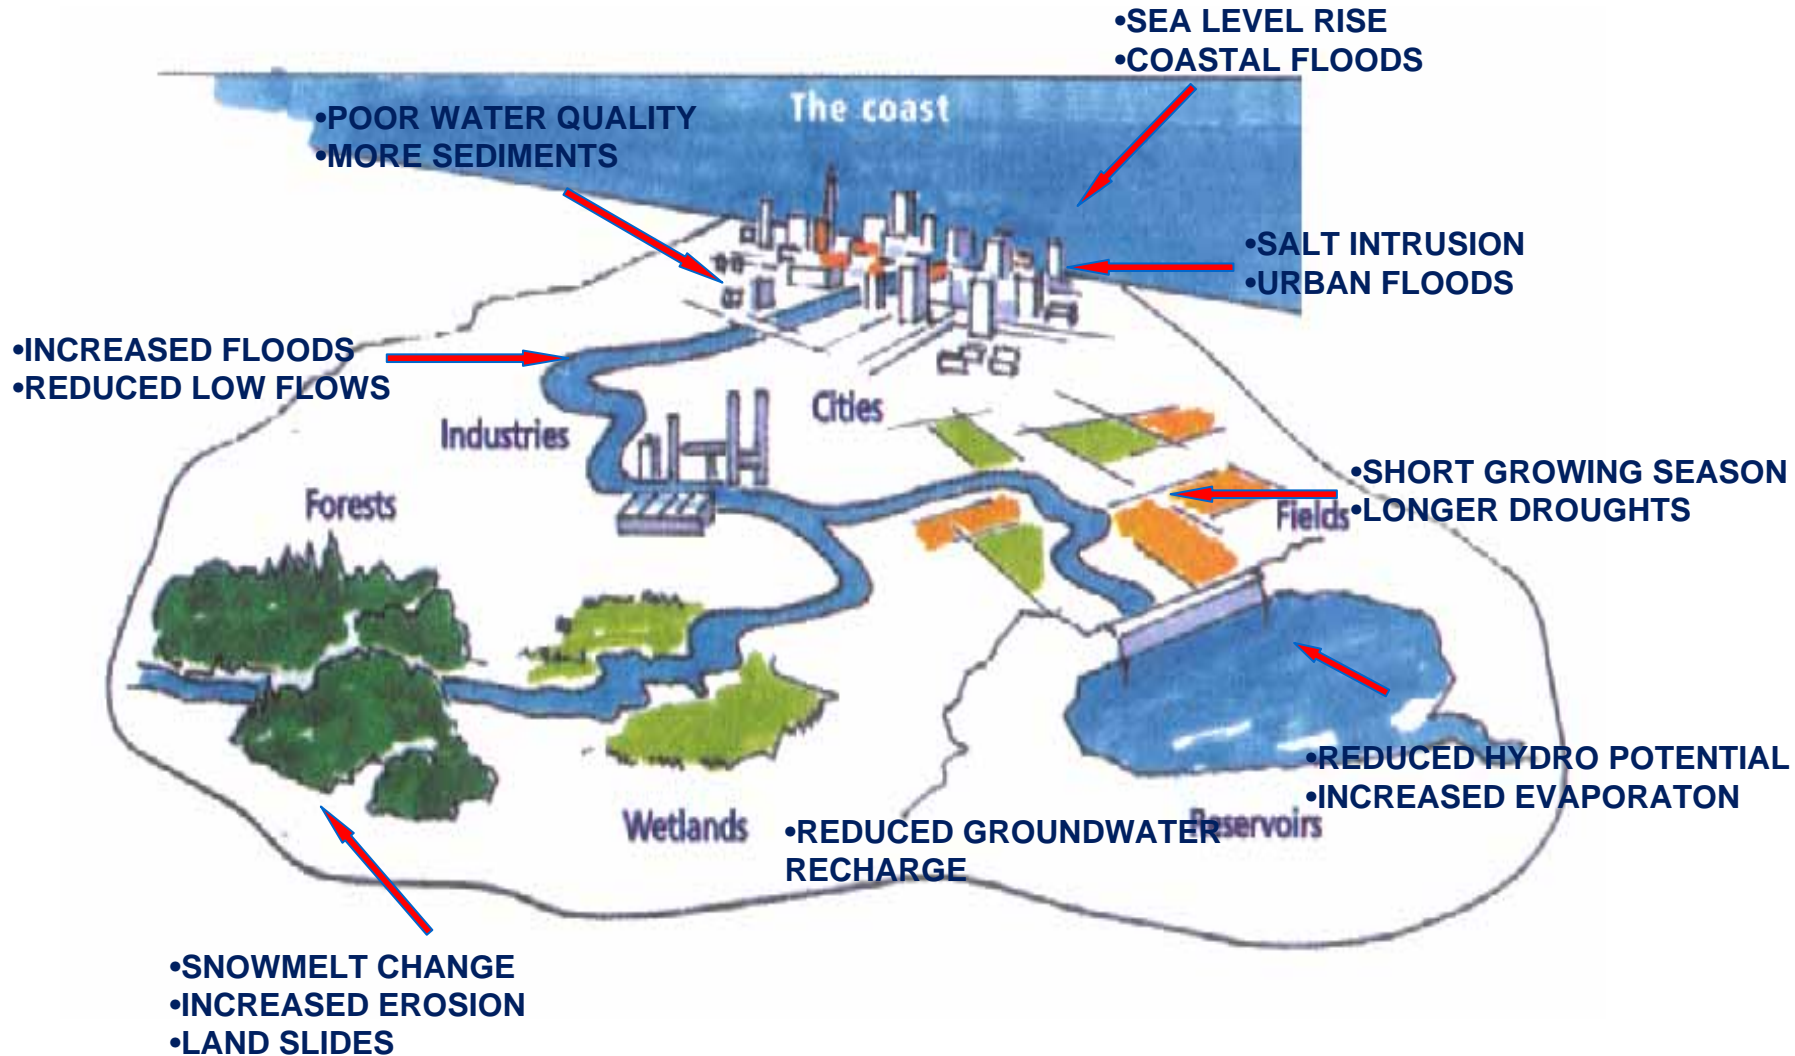 •SEA LEVEL RISE
•COASTAL FLOODS
The coast
•POOR WATER QUALITY
•MORE SEDIMENTS
•SALT INTRUSION
•URBAN FLOODS
•INCREASED FLOODS
•REDUCED LOW FLOWS
Cities
Industries
•SHORT GROWING SEASON
•LONGER DROUGHTS
Fields
Forests
•REDUCED HYDRO POTENTIAL
•INCREASED EVAPORATON
Wetlands
Reservoirs
•REDUCED GROUNDWATER
RECHARGE
•SNOWMELT CHANGE
•INCREASED EROSION
•LAND SLIDES